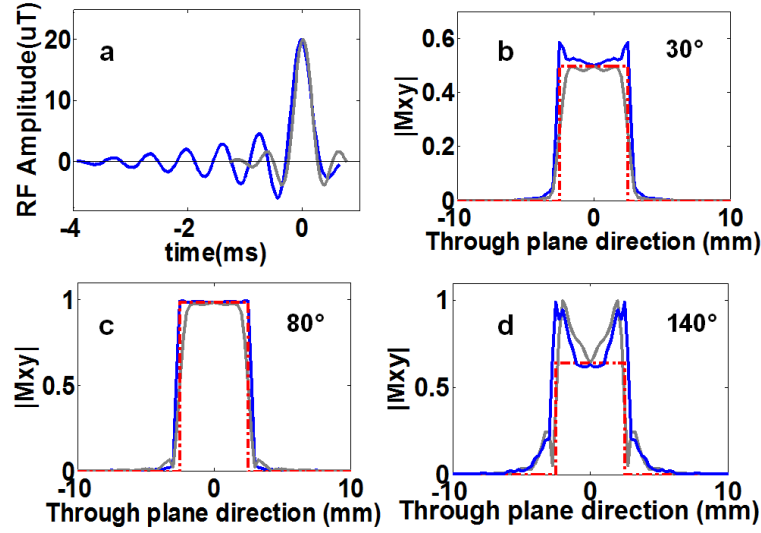 RF Amplitude(uT)
20
10
0
a
-4
-2
0
time(ms)
|Mxy|
0.6
0.4
0.2
0
b
30°
-10
0
10
Through plane direction (mm)
|Mxy|
1
0.5
0
c
80°
-10
0
10
Through plane direction (mm)
|Mxy|
1
0.5
0
d
140°
-10
0
10
Through plane direction (mm)